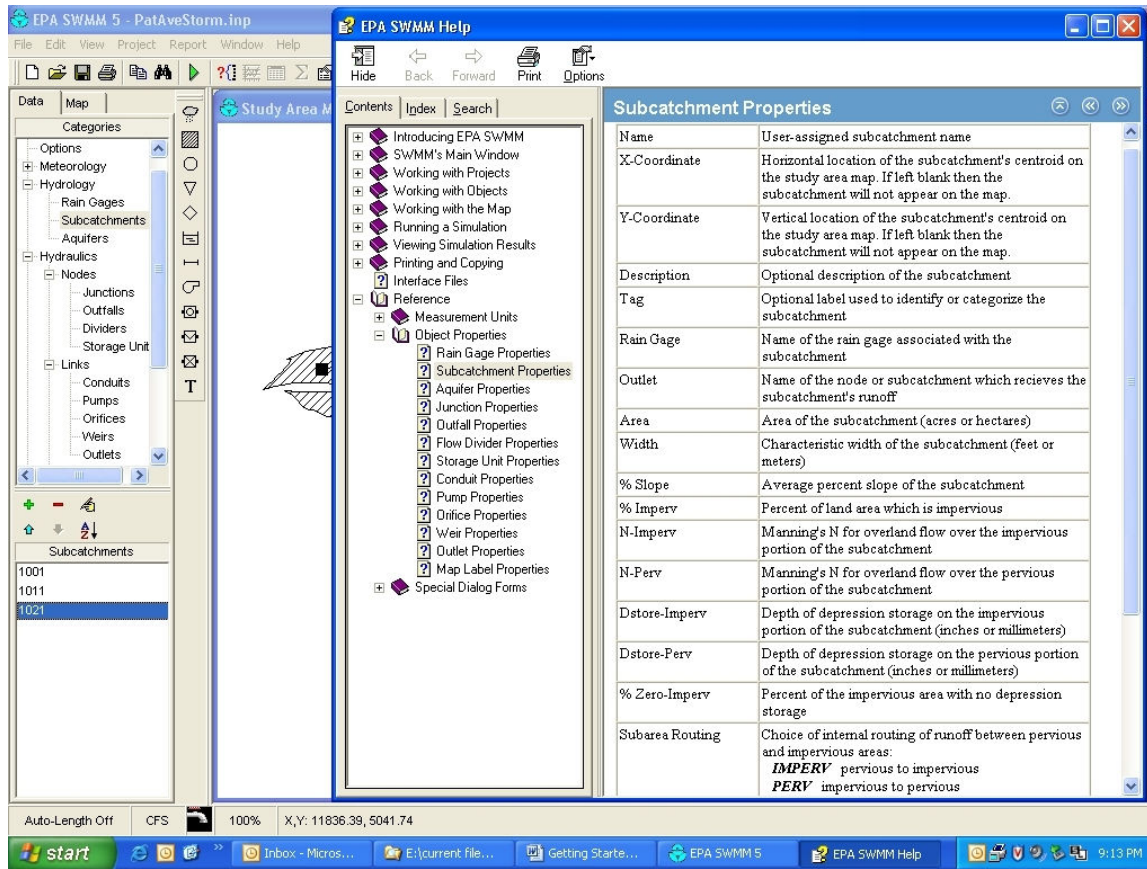 EPA SWMM 5 - PatAveStorm.inp
File Edit View Project Report Window Help
Data Map
Categories
Options
Meteorology
Hydrology
Rain Gages
Subcatchments
Aquifers
Hydraulics
Nodes
Junctions
Outfalls
Dividers
Storage Unit
Links
Conduits
Pumps
Orifices
Weirs
Outlets
Subcatchments
1001
1011
1021
T
Study Area M
EPA SWMM Help
Hide Back Forward Print Options
Contents Index Search
Introducing EPA SWMM
SWMM's Main Window
Working with Projects
Working with Objects
Working with the Map
Running a Simulation
Viewing Simulation Results
Printing and Copying
Interface Files
Reference
Measurement Units
Object Properties
Rain Gage Properties
Subcatchment Properties
Aquifer Properties
Junction Properties
Outfall Properties
Flow Divider Properties
Storage Unit Properties
Conduit Properties
Pump Properties
Orifice Properties
Weir Properties
Outlet Properties
Map Label Properties
Special Dialog Forms
Subcatchment Properties
Name User-assigned subcatchment name
X-Coordinate Horizontal location of the subcatchment's centroid on
the study area map. If left blank then the
subcatchment will not appear on the map.
Y-Coordinate Vertical location of the subcatchment's centroid on
the study area map. If left blank then the
subcatchment will not appear on the map.
Description Optional description of the subcatchment
Tag Optional label used to identify or categorize the
subcatchment
Rain Gage Name of the rain gage associated with the
subcatchment
Outlet Name of the node or subcatchment which recieves the
subcatchment's runoff
Area Area of the subcatchment (acres or hectares)
Width Characteristic width of the subcatchment (feet or
meters)
% Slope Average percent slope of the subcatchment
% Imperv Percent of land area which is impervious
N-Imperv Manning's N for overland flow over the impervious
portion of the subcatchment
N-Perv Manning's N for overland flow over the pervious
portion of the subcatchment
Dstore-Imperv Depth of depression storage on the impervious
portion of the subcatchment (inches or millimeters)
Dstore-Perv Depth of depression storage on the pervious portion
of the subcatchment (inches or millimeters)
% Zero-Imperv Percent of the impervious area with no depression
storage
Subarea Routing Choice of internal routing of runoff between pervious
and impervious areas:
IMPERV pervious to impervious
PERV impervious to pervious
Auto-Length Off CFS 100% X,Y: 11836.39, 5041.74
start Inbox - Micros... E:\current file... Getting Starte... EPA SWMM 5 EPA SWMM Help 9:13 PM